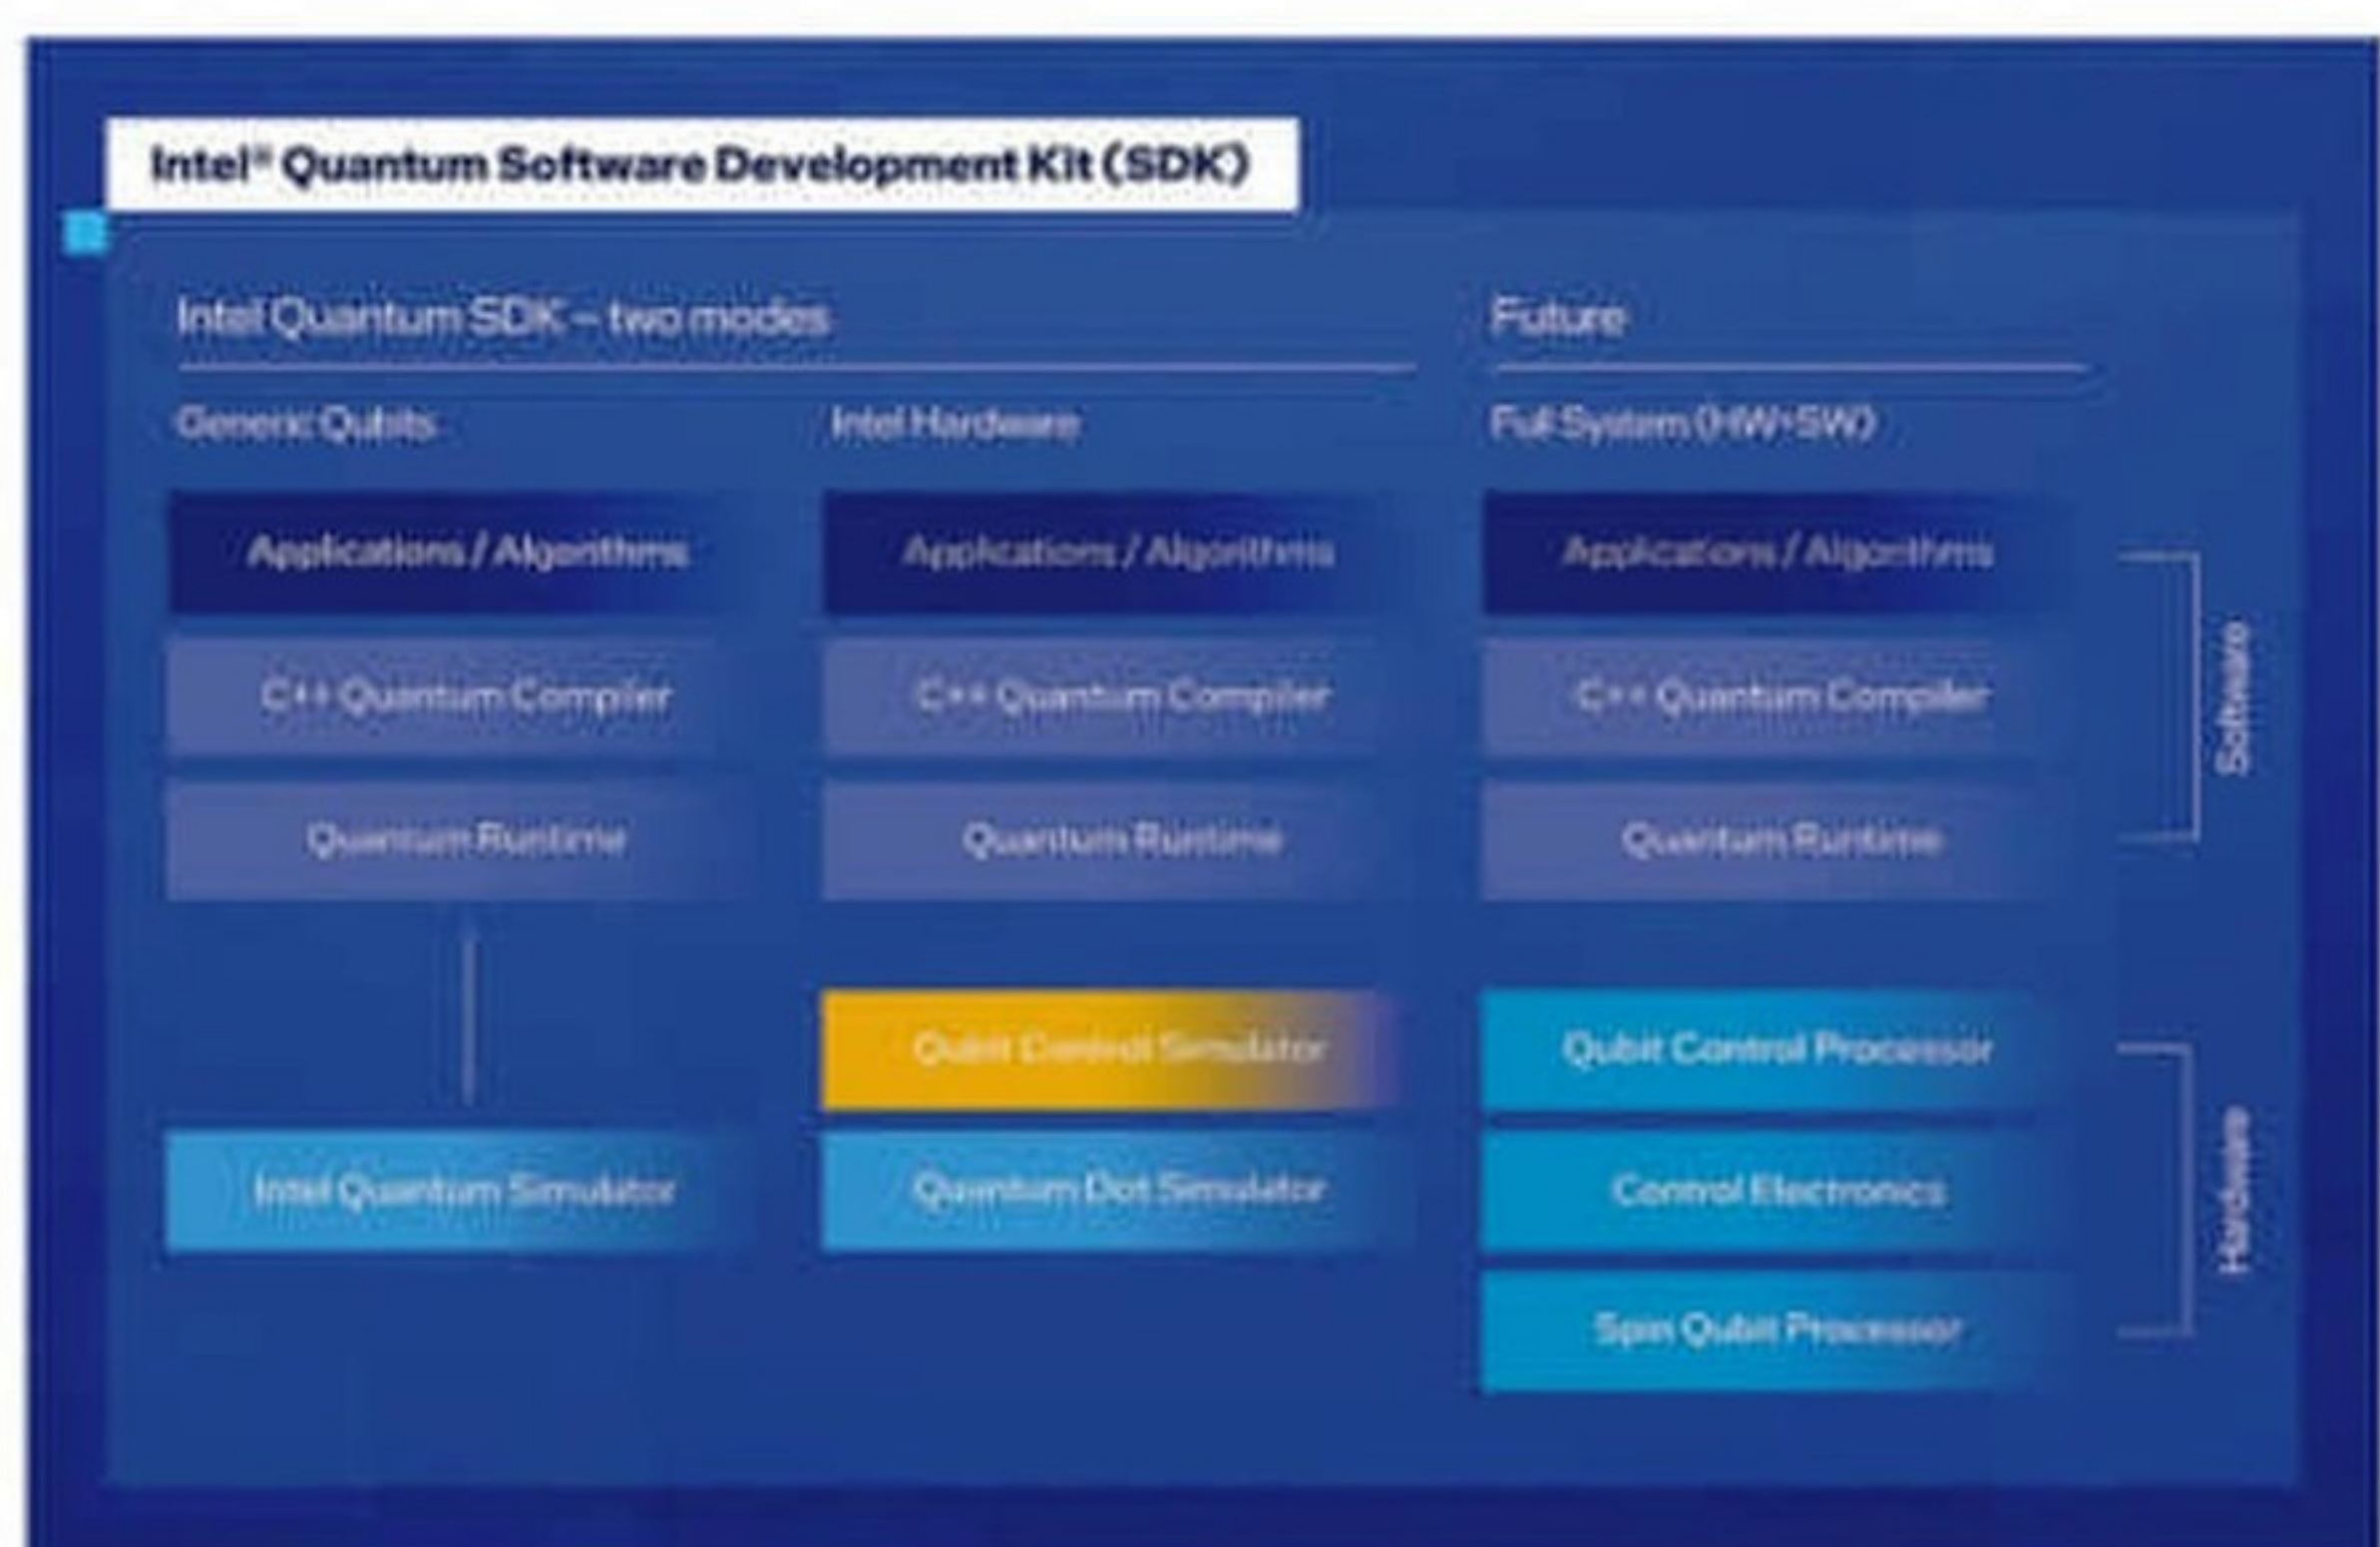 Intel® Quantum Software Development Kit (SDK)
Intel Quantum SDK – two modes
Generic Qubits
Applications / Algorithms
C++ Quantum Compiler
Quantum Runtime
Intel Quantum Simulator
Intel Hardware
Applications / Algorithms
C++ Quantum Compiler
Quantum Runtime
Qubit Control Simulator
Quantum Dot Simulator
Future
Full System (HW+SW)
Applications / Algorithms
C++ Quantum Compiler
Quantum Runtime
Qubit Control Processor
Control Electronics
Spin Qubit Processor
Software
Hardware